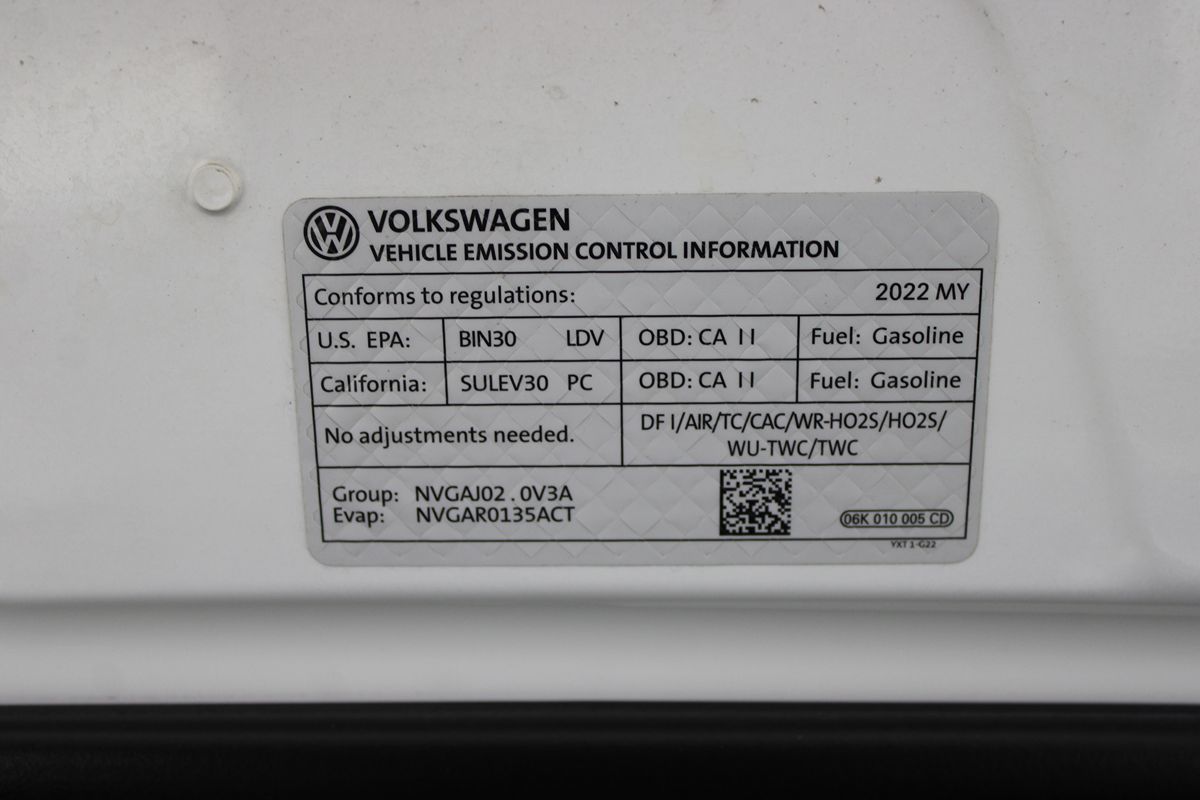 VOLKSWAGEN
VEHICLE EMISSION CONTROL INFORMATION
Conforms to regulations: 2022 MY
U.S. EPA: BIN30 LDV OBD: CA II Fuel: Gasoline
California: SULEV30 PC OBD: CA II Fuel: Gasoline
No adjustments needed. DFI/AIR/TC/CAC/WR-HO2S/HO2S/
WU-TWC/TWC
Group: NVGAJ02.0V3A
Evap: NVGAR0135ACT
06K 010 005 CD
YXT 1-G22